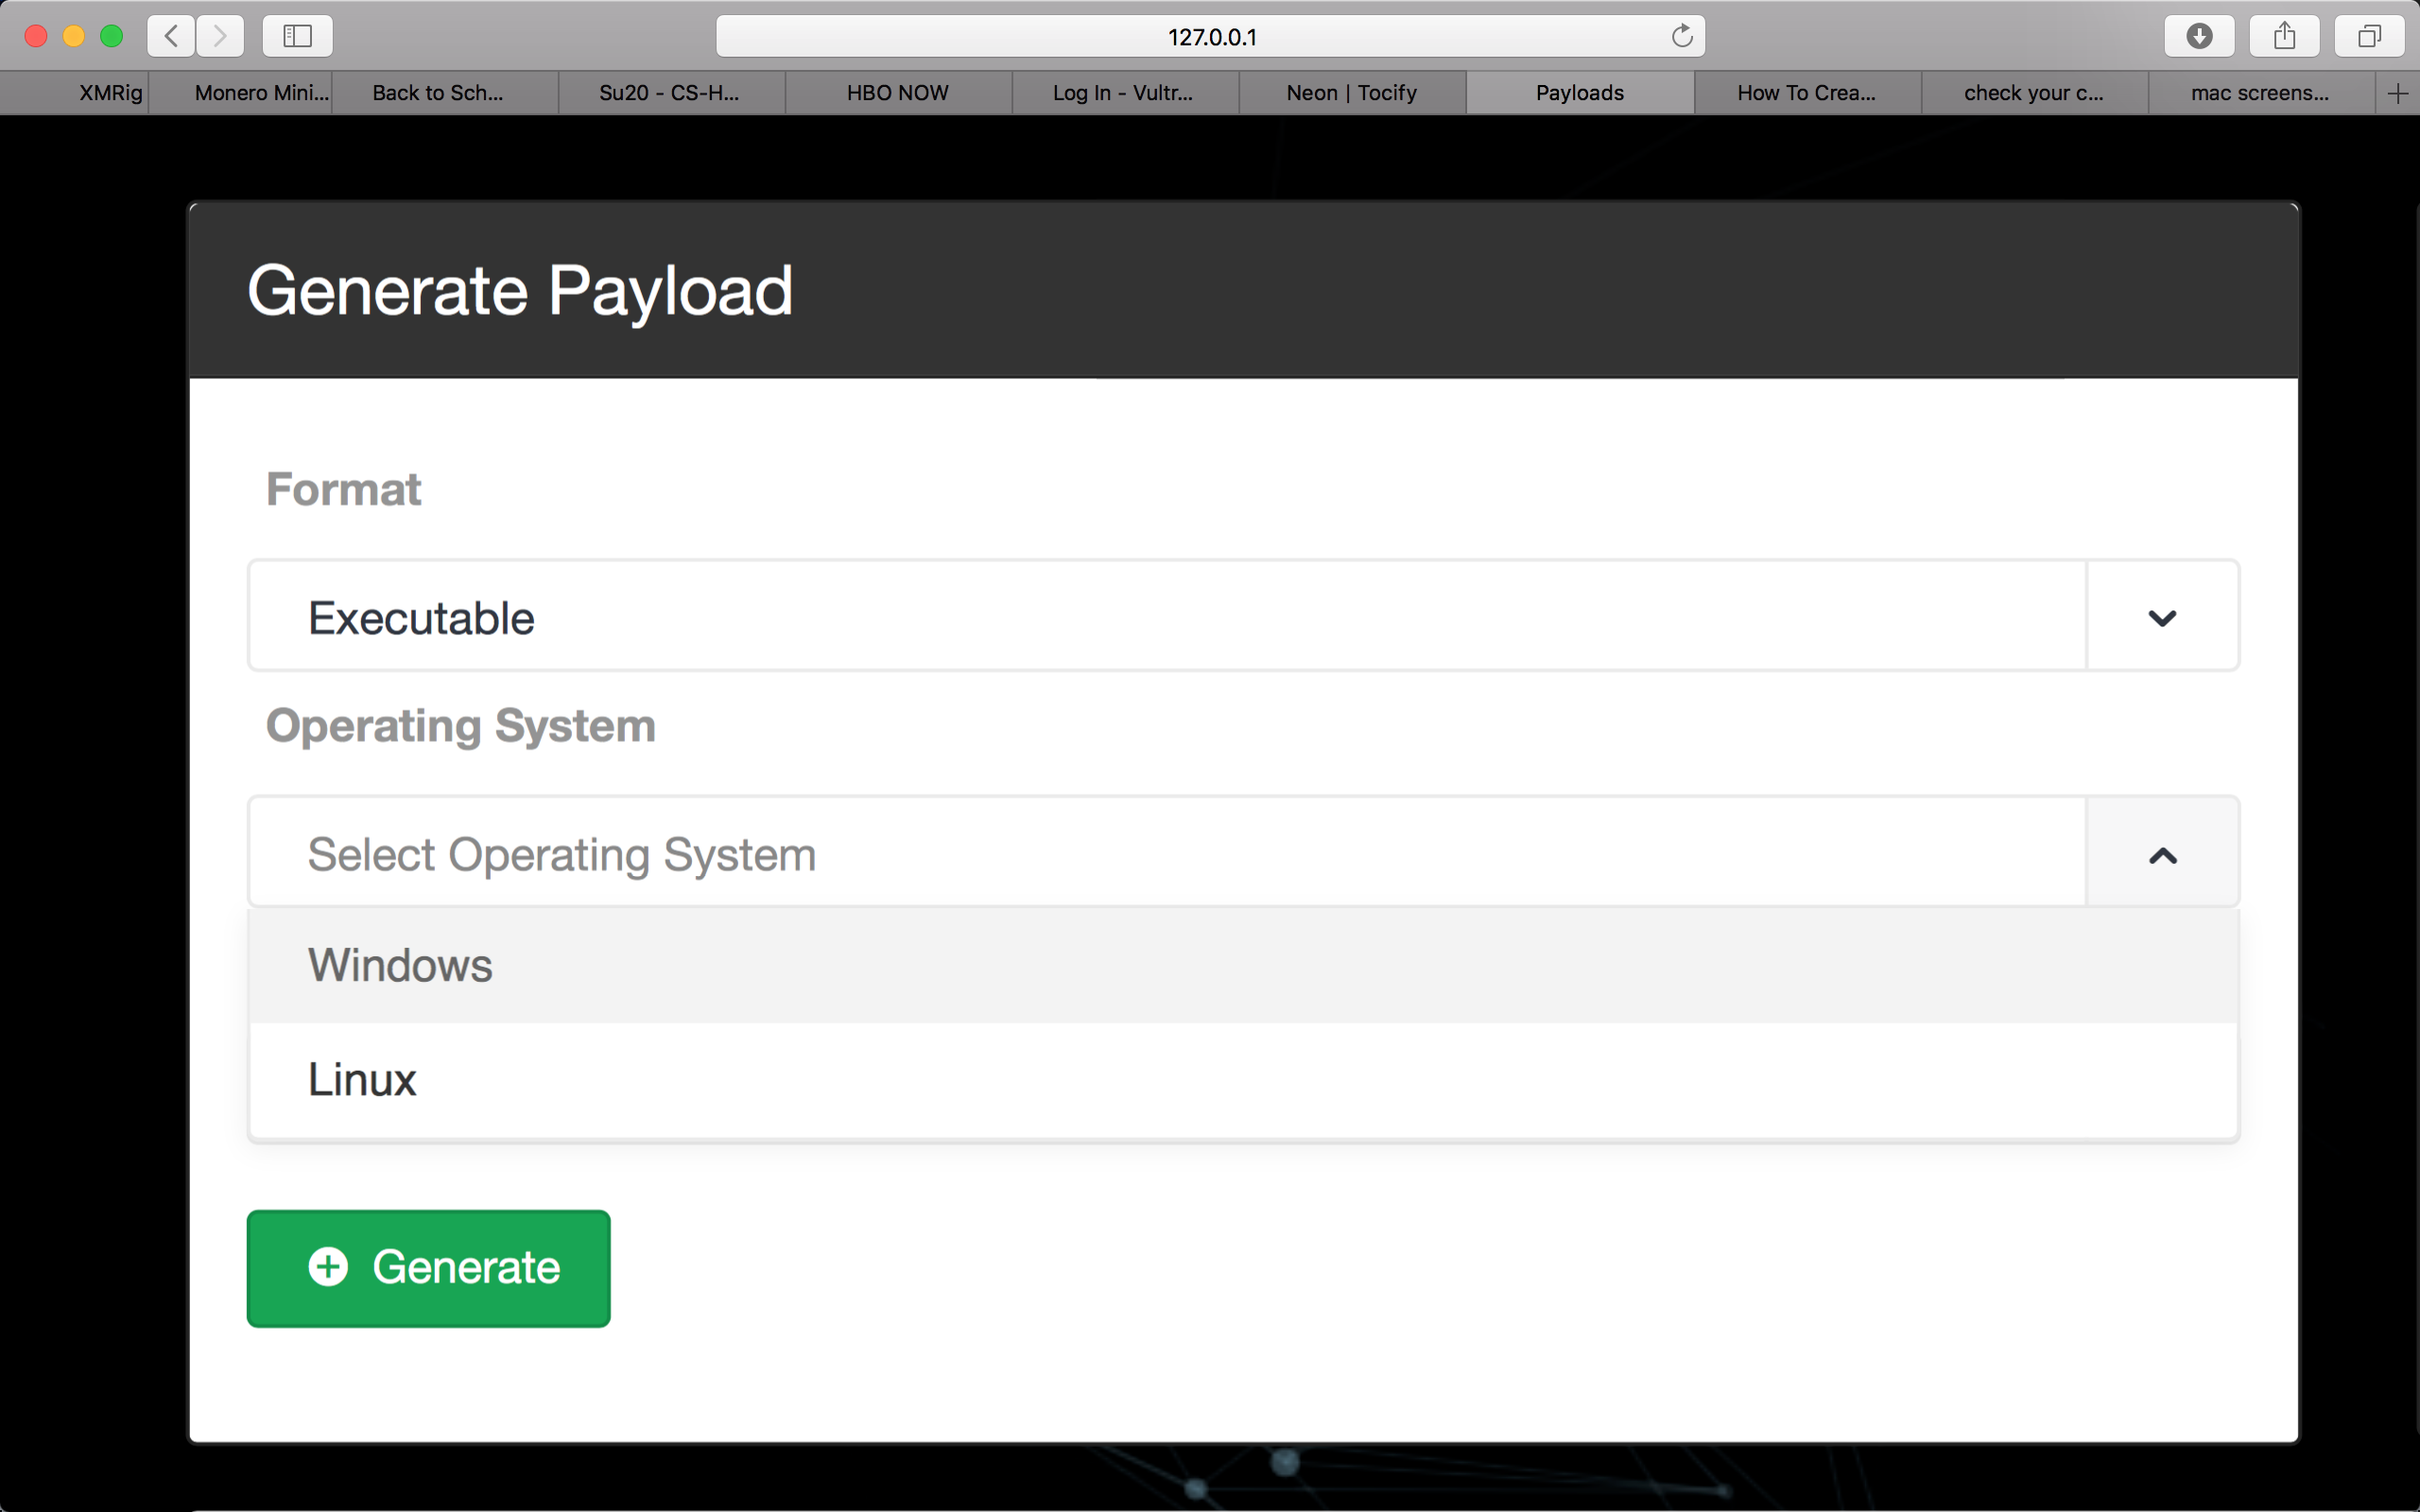 127.0.0.1
XMRig Monero Mini... Back to Sch... Su20 - CS-H... HBO NOW Log In - Vultr... Neon | Tocify Payloads How To Crea... check your c... mac screens...
Generate Payload
Format
Executable
Operating System
Select Operating System
Windows
Linux
Generate